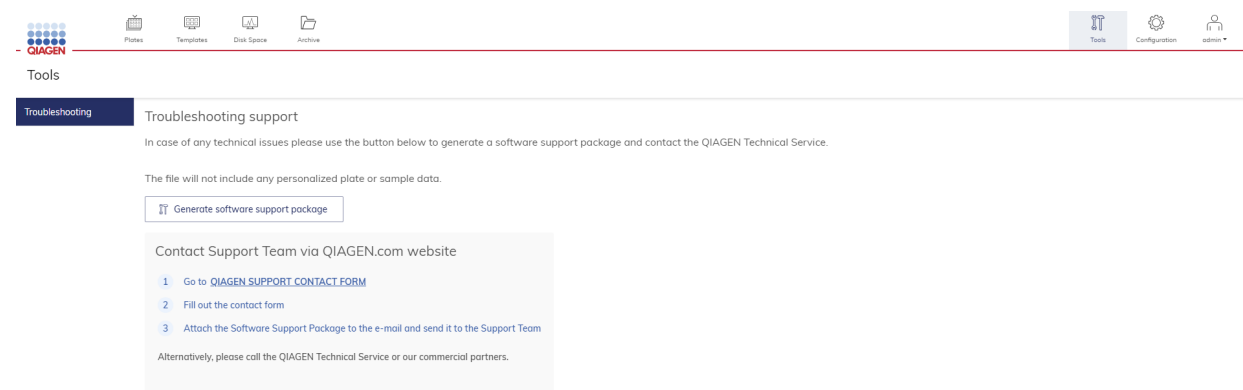 Plates Templates Disk Space Archive Tools Configuration admin
QIAGEN
Tools
Troubleshooting
Troubleshooting support
In case of any technical issues please use the button below to generate a software support package and contact the QIAGEN Technical Service.
The file will not include any personalized plate or sample data.
Generate software support package
Contact Support Team via QIAGEN.com website
1 Go to QIAGEN SUPPORT CONTACT FORM
2 Fill out the contact form
3 Attach the Software Support Package to the e-mail and send it to the Support Team
Alternatively, please call the QIAGEN Technical Service or our commercial partners.